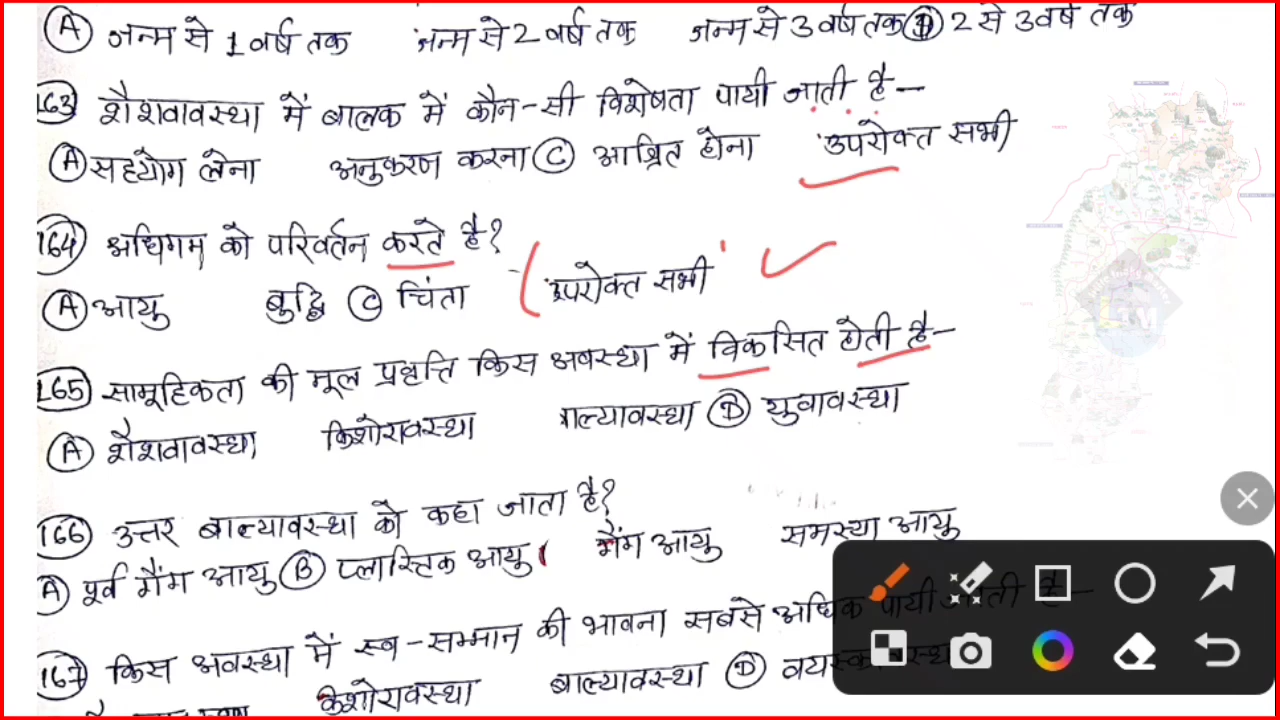 (A) जन्म से 1 वर्ष तक जन्म से 2 वर्ष तक जन्म से 3 वर्ष तक (D) 2 से 3 वर्ष तक
163 शैशवावस्था में बालक में कौन-सी विशेषता पायी जाती है—
(A) सहयोग लेना अनुकरण करना (C) आश्रित होना उपरोक्त सभी
164 अधिगम को परिवर्तन करते है?
(A) आयु बुद्धि (C) चिंता उपरोक्त सभी
165 सामूहिकता की मूल प्रवृत्ति किस अवस्था में विकसित होती है—
(A) शैशवावस्था किशोरावस्था बाल्यावस्था (D) युवावस्था
166 उत्तर बाल्यावस्था को कहा जाता है?
(A) पूर्व गैंग आयु (B) प्लास्टिक आयु गैंग आयु समस्या आयु
167 किस अवस्था में स्व-सम्मान की भावना सबसे अधिक पायी जाती है—
किशोरावस्था बाल्यावस्था (D) वयस्कावस्था